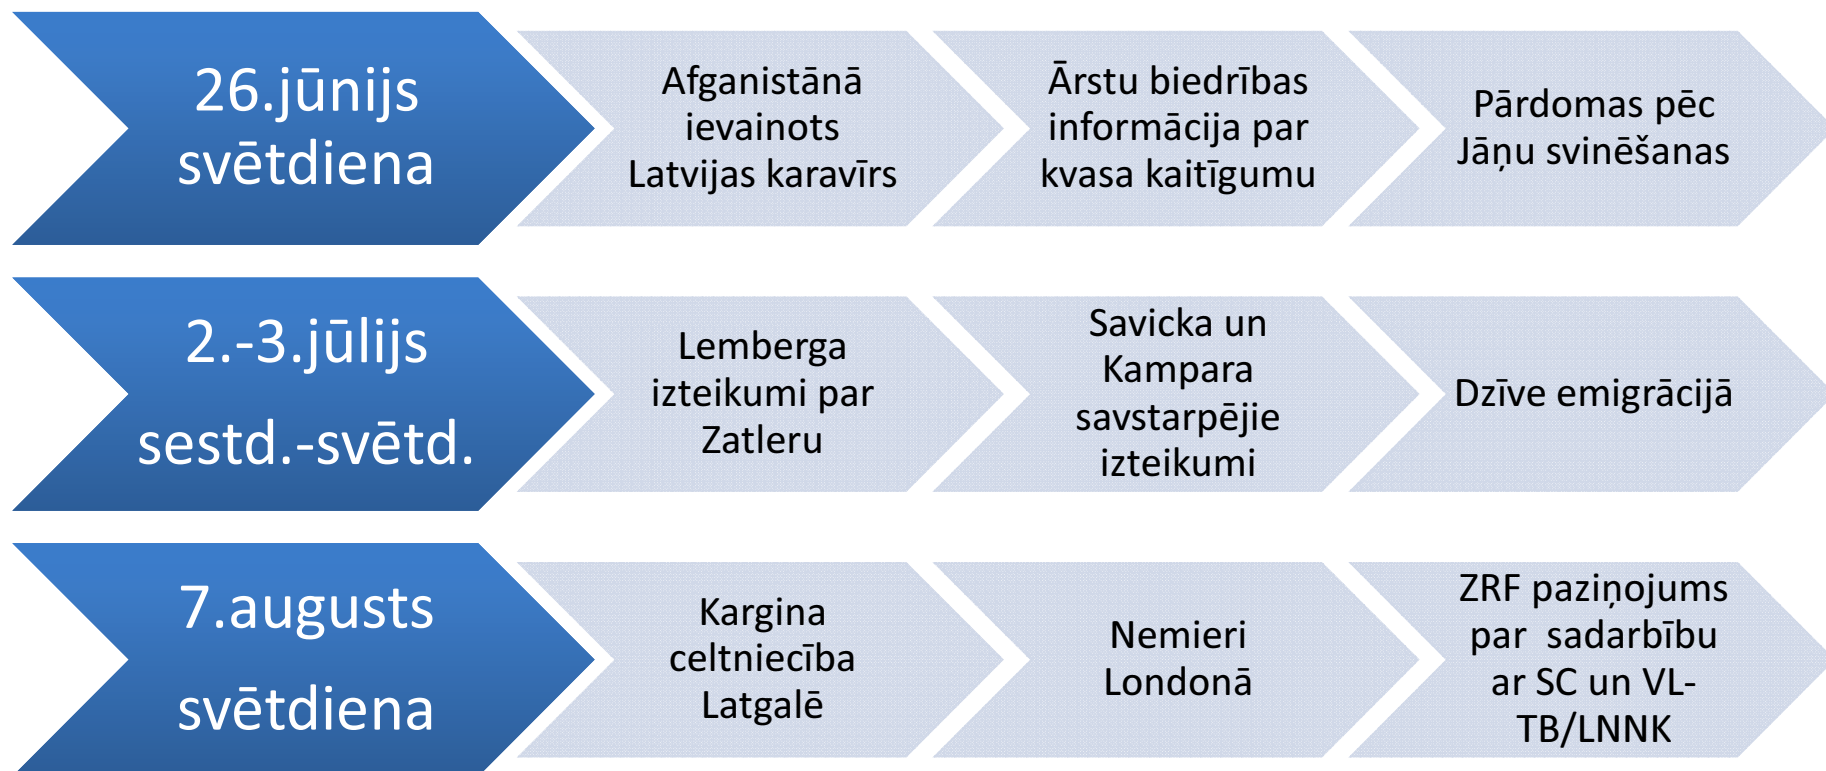 26.jūnijs
svētdiena
Afganistānā
ievainots
Latvijas karavīrs
Ārstu biedrības
informācija par
kvasa kaitīgumu
Pārdomas pēc
Jāņu svinēšanas
2.-3.jūlijs
sestd.-svētd.
Lemberga
izteikumi par
Zatleru
Savicka un
Kampara
savstarpējie
izteikumi
Dzīve emigrācijā
7.augusts
svētdiena
Kargina
celtniecība
Latgalē
Nemieri
Londonā
ZRF paziņojums
par sadarbību
ar SC un VL-
TB/LNNK